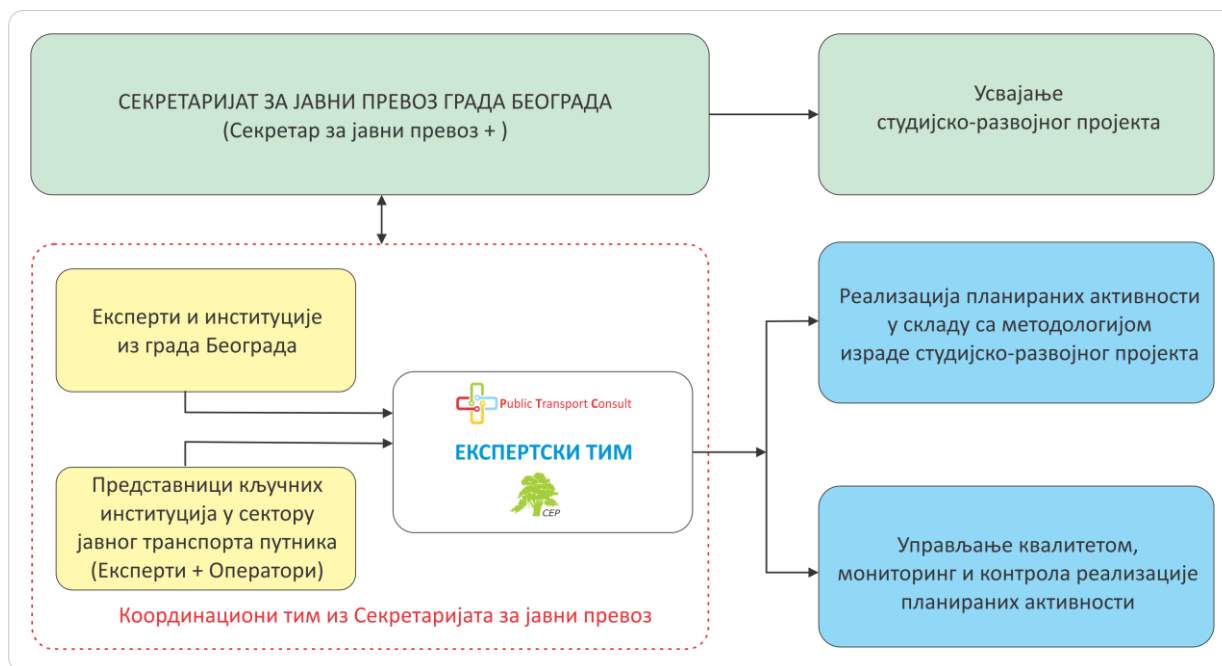 СЕКРЕТАРИЈАТ ЗА ЈАВНИ ПРЕВОЗ ГРАДА БЕОГРАДА
(Секретар за јавни превоз + )
Усвајање
студијско-развојног пројекта
Експерти и институције
из града Београда
Представници кључних
институција у сектору
јавног транспорта путника
(Експерти + Оператори)
Public Transport Consult
ЕКСПЕРТСКИ ТИМ
CEP
Координациони тим из Секретаријата за јавни превоз
Реализација планираних активности
у складу са методологијом
израде студијско-развојног пројекта
Управљање квалитетом,
мониторинг и контрола реализације
планираних активности